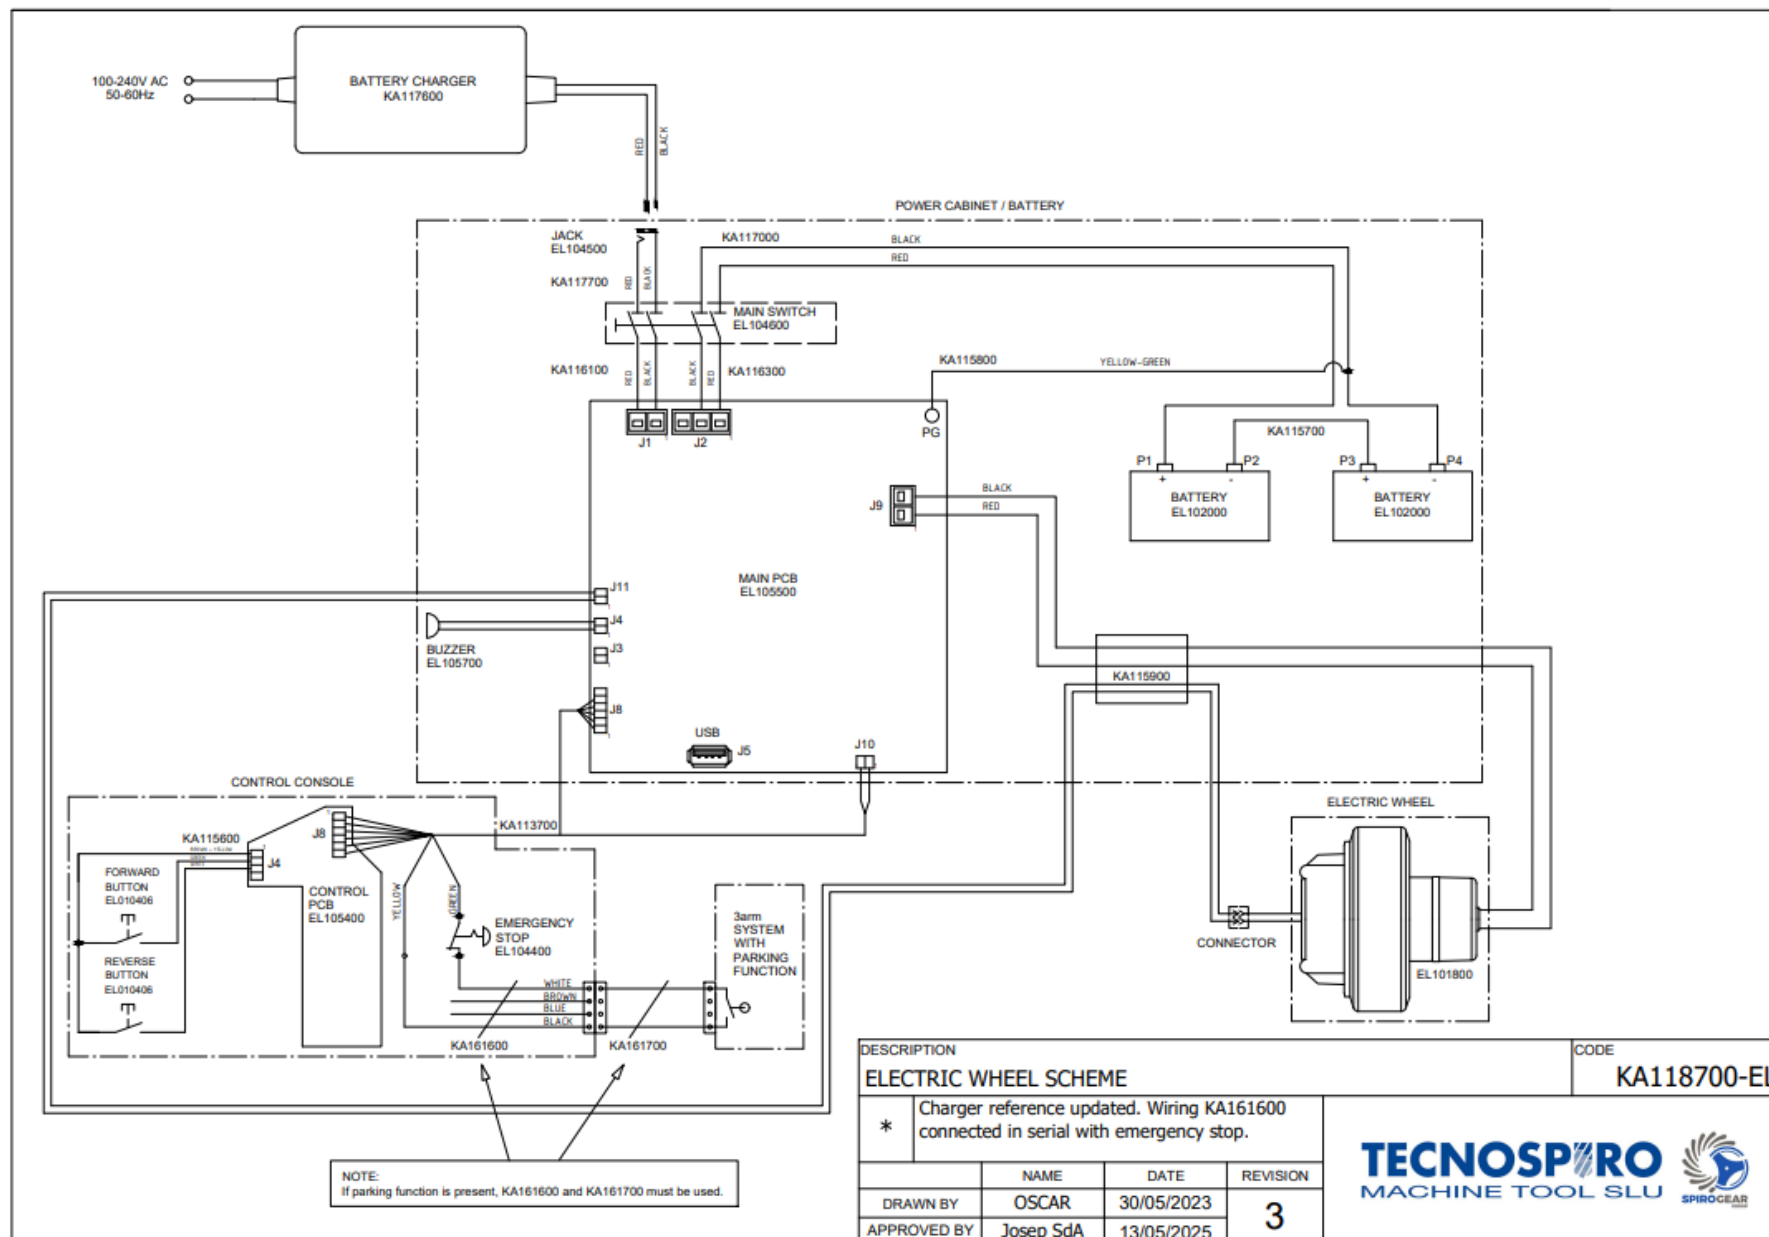 100-240V AC
50-60Hz
BATTERY CHARGER
KA117600
RED
BLACK
POWER CABINET / BATTERY
JACK
EL104500
KA117000
BLACK
RED
KA117700
RED
BLACK
MAIN SWITCH
EL104600
KA116100
RED
BLACK
BLACK
RED
KA116300
KA115800
YELLOW-GREEN
J1
J2
PG
KA115700
P1
P2
P3
P4
+
-
+
-
BATTERY
EL102000
BATTERY
EL102000
J9
BLACK
RED
MAIN PCB
EL105500
J11
J4
J3
BUZZER
EL105700
J8
USB
J5
J10
KA115900
CONTROL CONSOLE
KA115600
J8
J4
KA113700
FORWARD
BUTTON
EL010406
CONTROL
PCB
EL105400
YELLOW
GREEN
EMERGENCY
STOP
EL104400
REVERSE
BUTTON
EL010406
WHITE
BROWN
BLUE
BLACK
KA161600
KA161700
3arm
SYSTEM
WITH
PARKING
FUNCTION
ELECTRIC WHEEL
CONNECTOR
EL101800
NOTE:
If parking function is present, KA161600 and KA161700 must be used.
DESCRIPTION
ELECTRIC WHEEL SCHEME
CODE
KA118700-EL
*
Charger reference updated. Wiring KA161600
connected in serial with emergency stop.
NAME
DATE
REVISION
DRAWN BY
OSCAR
30/05/2023
3
APPROVED BY
Josep SdA
13/05/2025
TECNOSPIRO
MACHINE TOOL SLU
SPIROGEAR